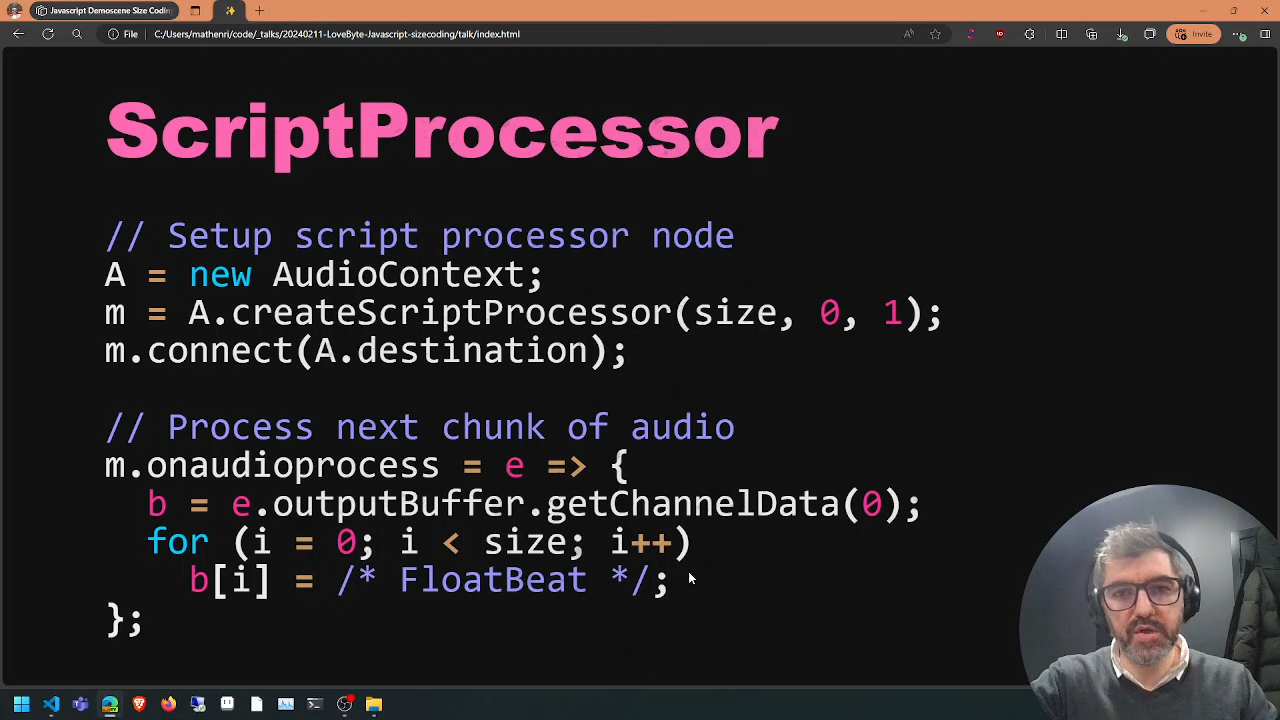 Javascript Demoscene Size Codin
File
C:/Users/mathenri/code/_talks/20240211-LoveByte-Javascript-sizecoding/talk/index.html
Invite
ScriptProcessor
// Setup script processor node
A = new AudioContext;
m = A.createScriptProcessor(size, 0, 1);
m.connect(A.destination);
// Process next chunk of audio
m.onaudioprocess = e => {
b = e.outputBuffer.getChannelData(0);
for (i = 0; i < size; i++)
b[i] = /* FloatBeat */;
};